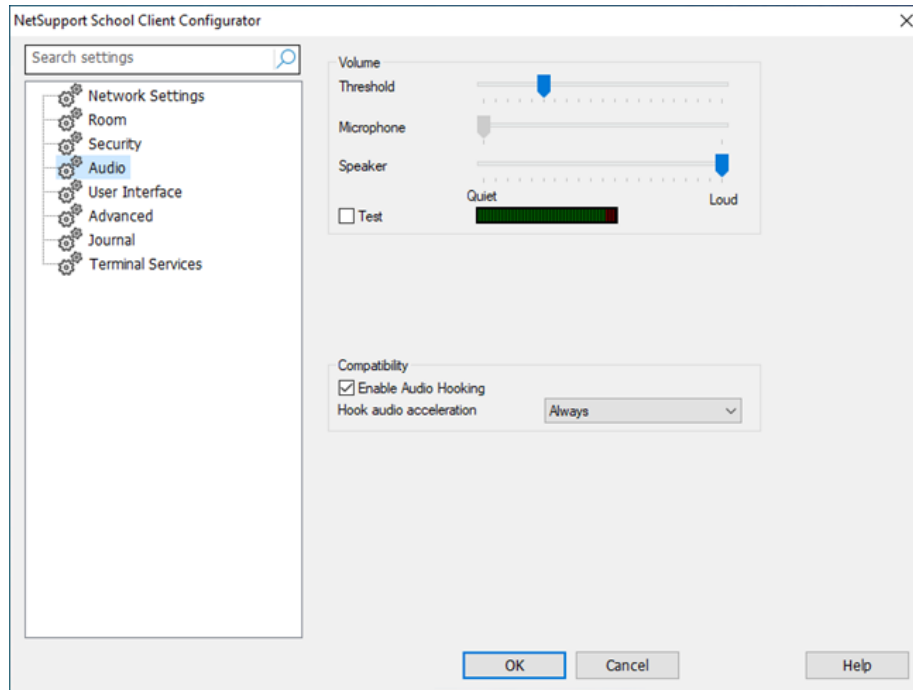 NetSupport School Client Configurator
Search settings
Network Settings
Room
Security
Audio
User Interface
Advanced
Journal
Terminal Services
Volume
Threshold
Microphone
Speaker
Quiet
Loud
Test
Compatibility
Enable Audio Hooking
Hook audio acceleration
Always
OK
Cancel
Help